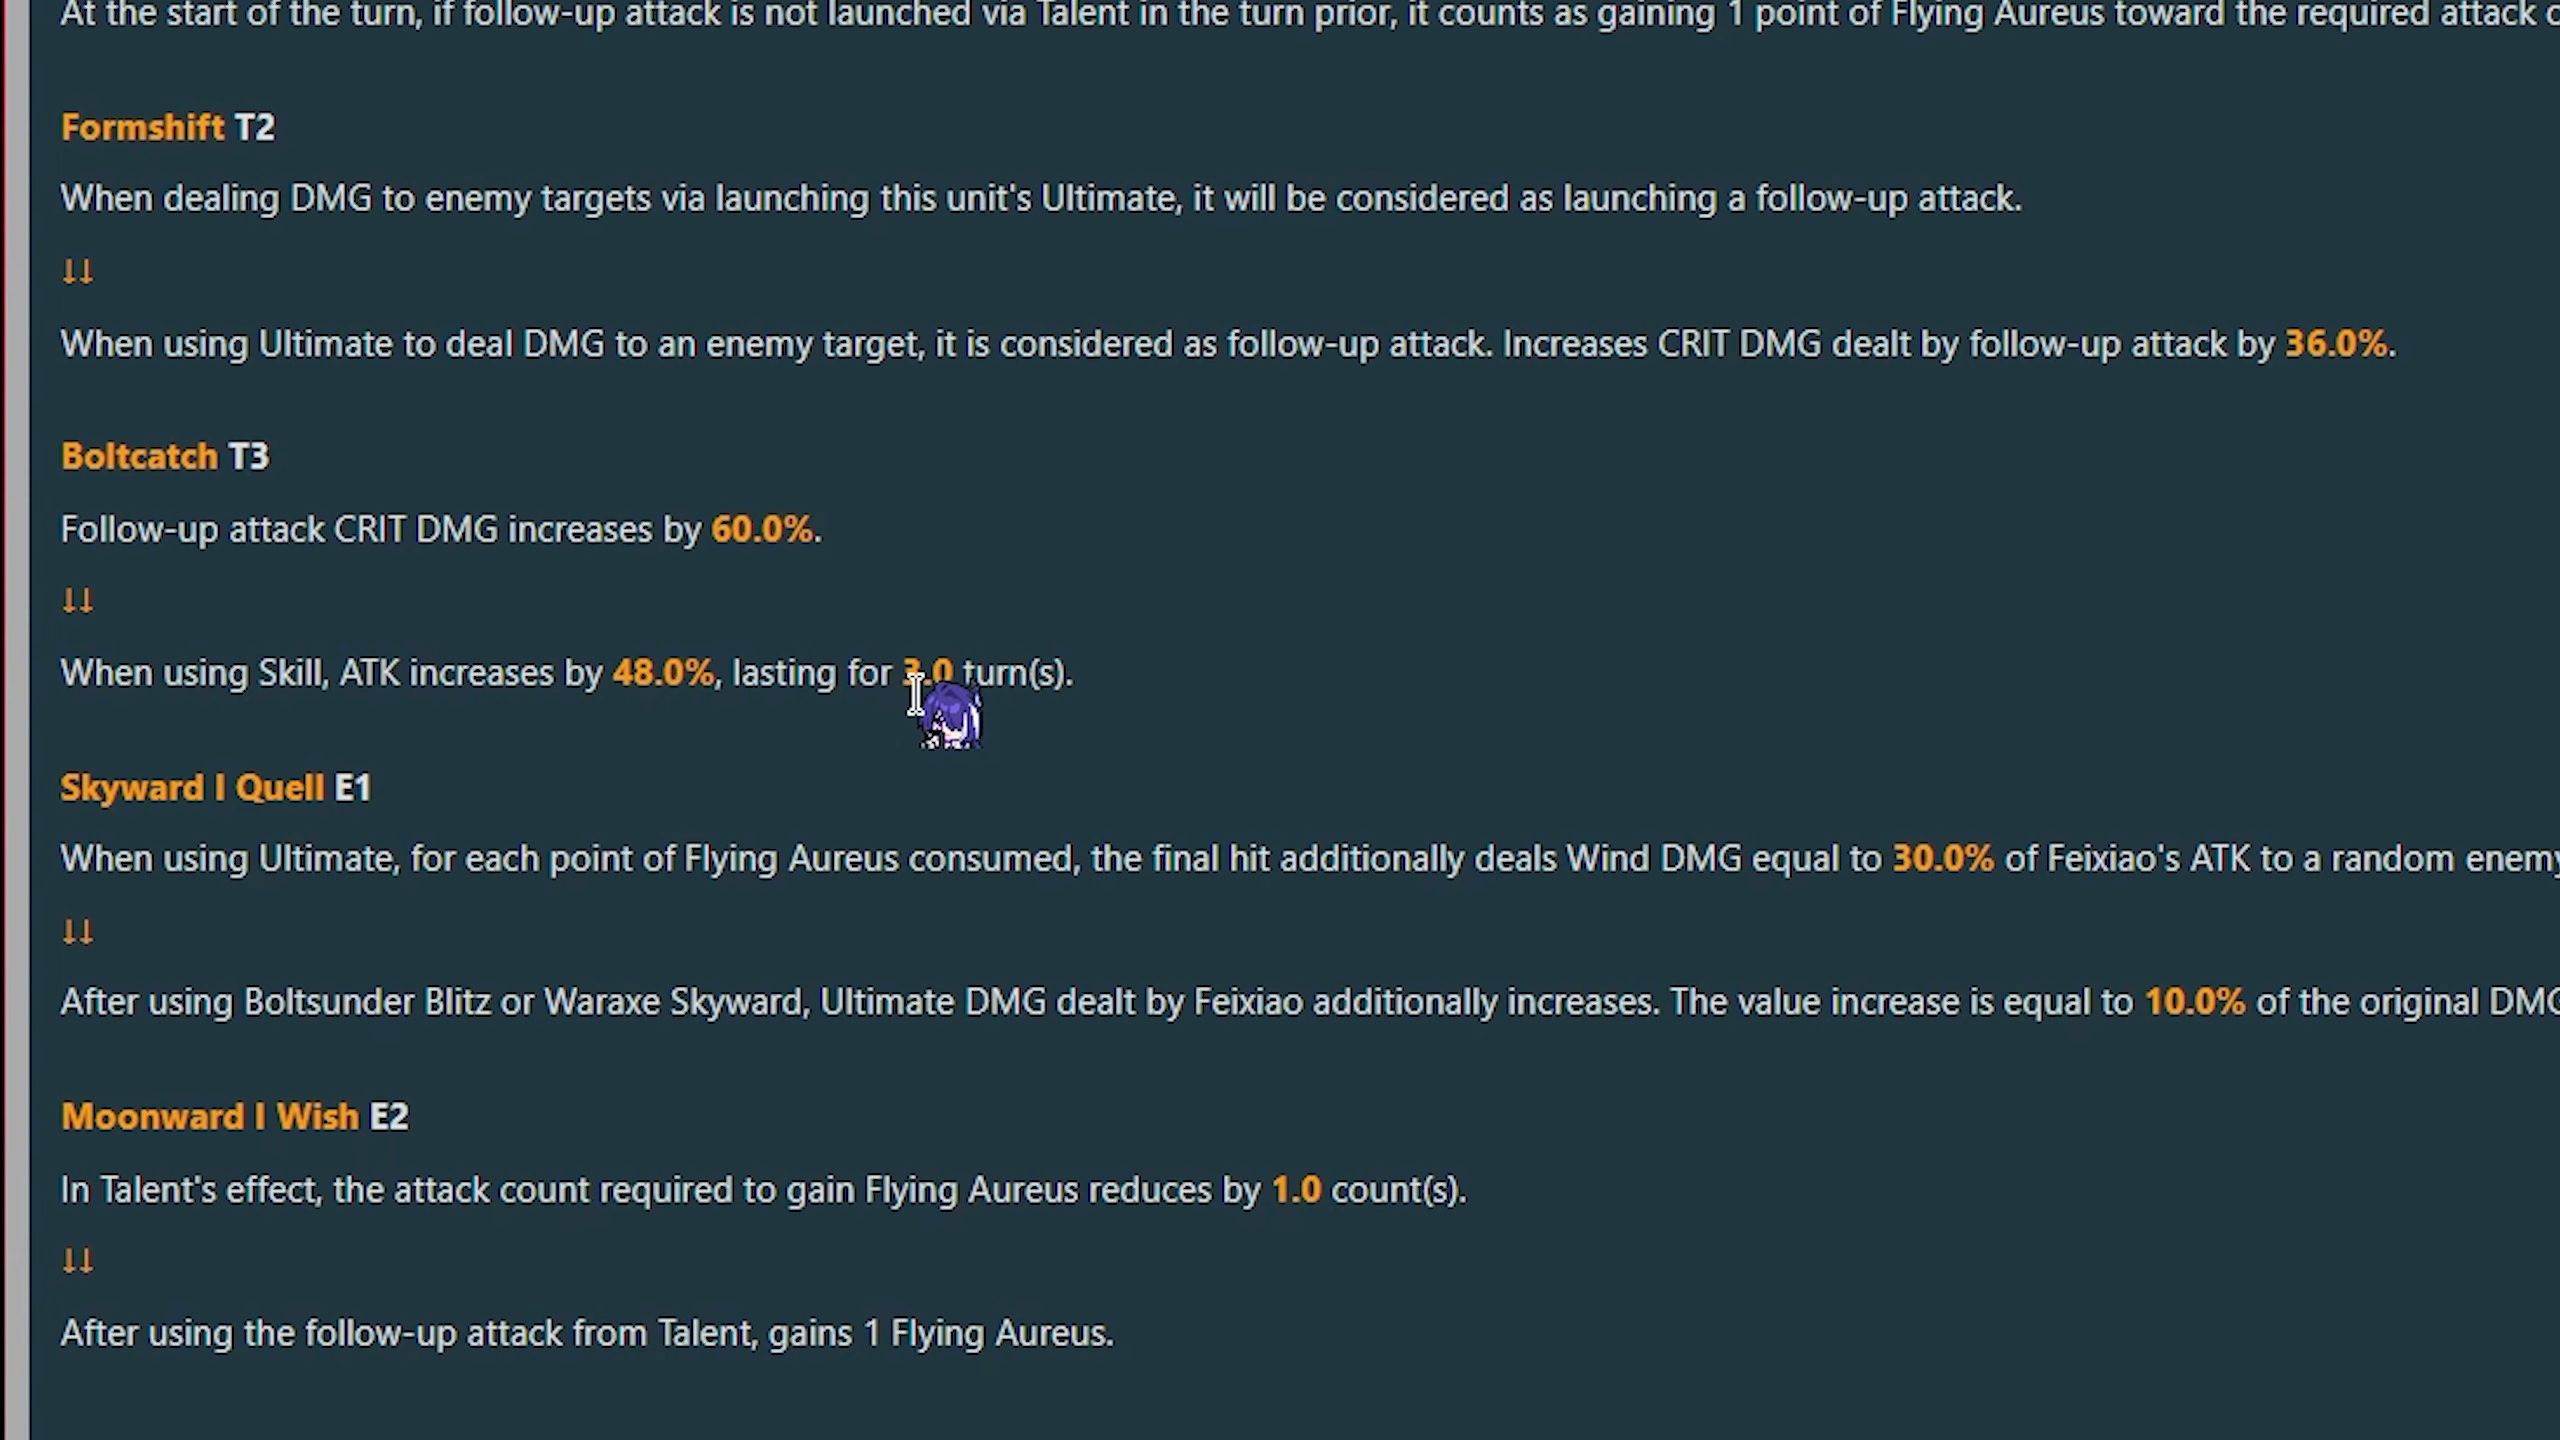 At the start of the turn, if follow-up attack is not launched via Talent in the turn prior, it counts as gaining 1 point of Flying Aureus toward the required attack
Formshift T2
When dealing DMG to enemy targets via launching this unit's Ultimate, it will be considered as launching a follow-up attack.
↓↓
When using Ultimate to deal DMG to an enemy target, it is considered as follow-up attack. Increases CRIT DMG dealt by follow-up attack by 36.0%.
Boltcatch T3
Follow-up attack CRIT DMG increases by 60.0%.
↓↓
When using Skill, ATK increases by 48.0%, lasting for 3.0 turn(s).
Skyward I Quell E1
When using Ultimate, for each point of Flying Aureus consumed, the final hit additionally deals Wind DMG equal to 30.0% of Feixiao's ATK to a random enemy
↓↓
After using Boltsunder Blitz or Waraxe Skyward, Ultimate DMG dealt by Feixiao additionally increases. The value increase is equal to 10.0% of the original DMG
Moonward I Wish E2
In Talent's effect, the attack count required to gain Flying Aureus reduces by 1.0 count(s).
↓↓
After using the follow-up attack from Talent, gains 1 Flying Aureus.